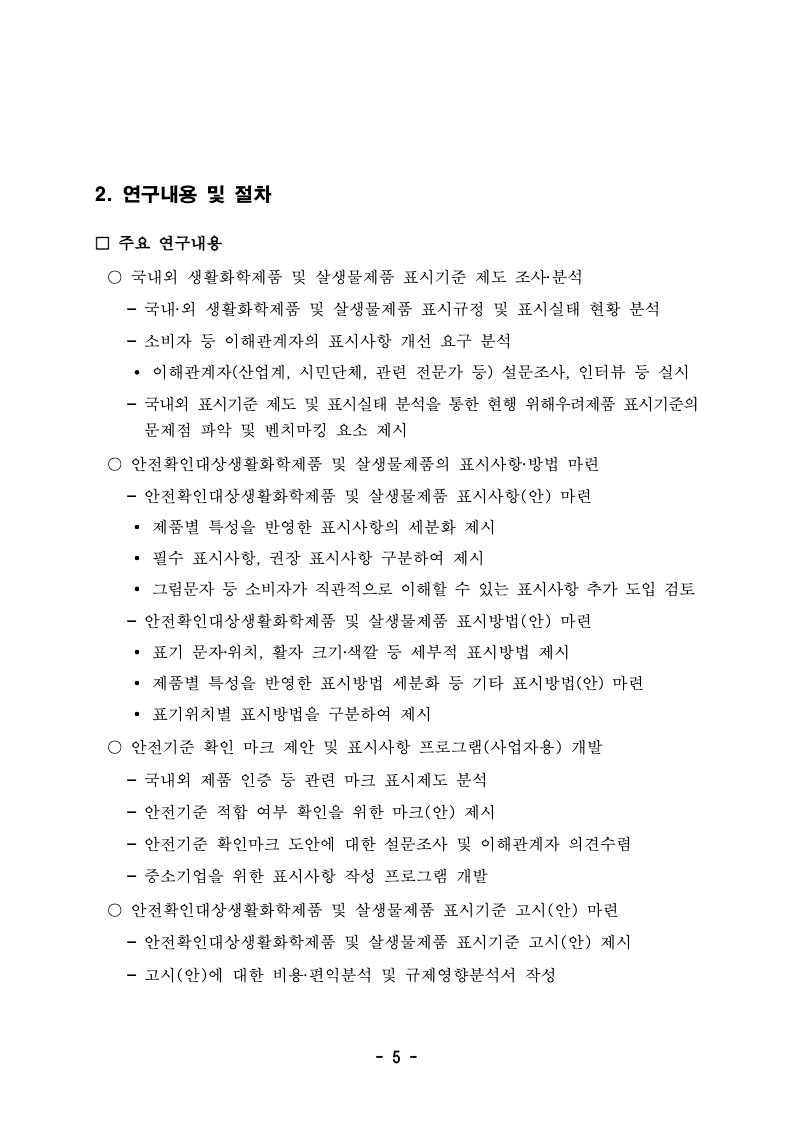 2. 연구내용 및 절차
□ 주요 연구내용
○ 국내외 생활화학제품 및 살생물제품 표시기준 제도 조사·분석
- 국내·외 생활화학제품 및 살생물제품 표시규정 및 표시실태 현황 분석
- 소비자 등 이해관계자의 표시사항 개선 요구 분석
• 이해관계자(산업계, 시민단체, 관련 전문가 등) 설문조사, 인터뷰 등 실시
- 국내외 표시기준 제도 및 표시실태 분석을 통한 현행 위해우려제품 표시기준의
문제점 파악 및 벤치마킹 요소 제시
○ 안전확인대상생활화학제품 및 살생물제품의 표시사항·방법 마련
- 안전확인대상생활화학제품 및 살생물제품 표시사항(안) 마련
• 제품별 특성을 반영한 표시사항의 세분화 제시
• 필수 표시사항, 권장 표시사항 구분하여 제시
• 그림문자 등 소비자가 직관적으로 이해할 수 있는 표시사항 추가 도입 검토
- 안전확인대상생활화학제품 및 살생물제품 표시방법(안) 마련
• 표기 문자·위치, 활자 크기·색깔 등 세부적 표시방법 제시
• 제품별 특성을 반영한 표시방법 세분화 등 기타 표시방법(안) 마련
• 표기위치별 표시방법을 구분하여 제시
○ 안전기준 확인 마크 제안 및 표시사항 프로그램(사업자용) 개발
- 국내외 제품 인증 등 관련 마크 표시제도 분석
- 안전기준 적합 여부 확인을 위한 마크(안) 제시
- 안전기준 확인마크 도안에 대한 설문조사 및 이해관계자 의견수렴
- 중소기업을 위한 표시사항 작성 프로그램 개발
○ 안전확인대상생활화학제품 및 살생물제품 표시기준 고시(안) 마련
- 안전확인대상생활화학제품 및 살생물제품 표시기준 고시(안) 제시
- 고시(안)에 대한 비용·편익분석 및 규제영향분석서 작성
- 5 -